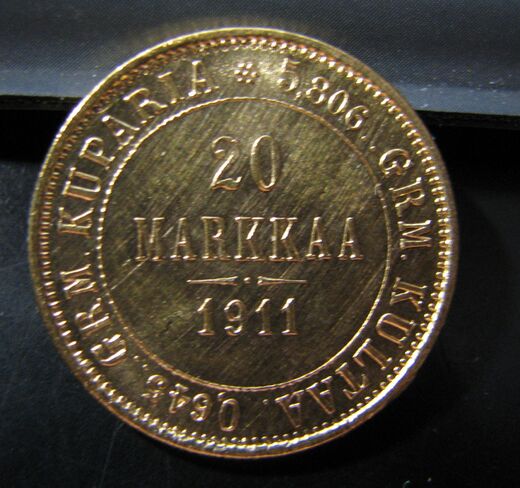 20
MARKKAA
1911
* 5,806 GRM. KULTAA. 0,645. GRM. KUPARIA